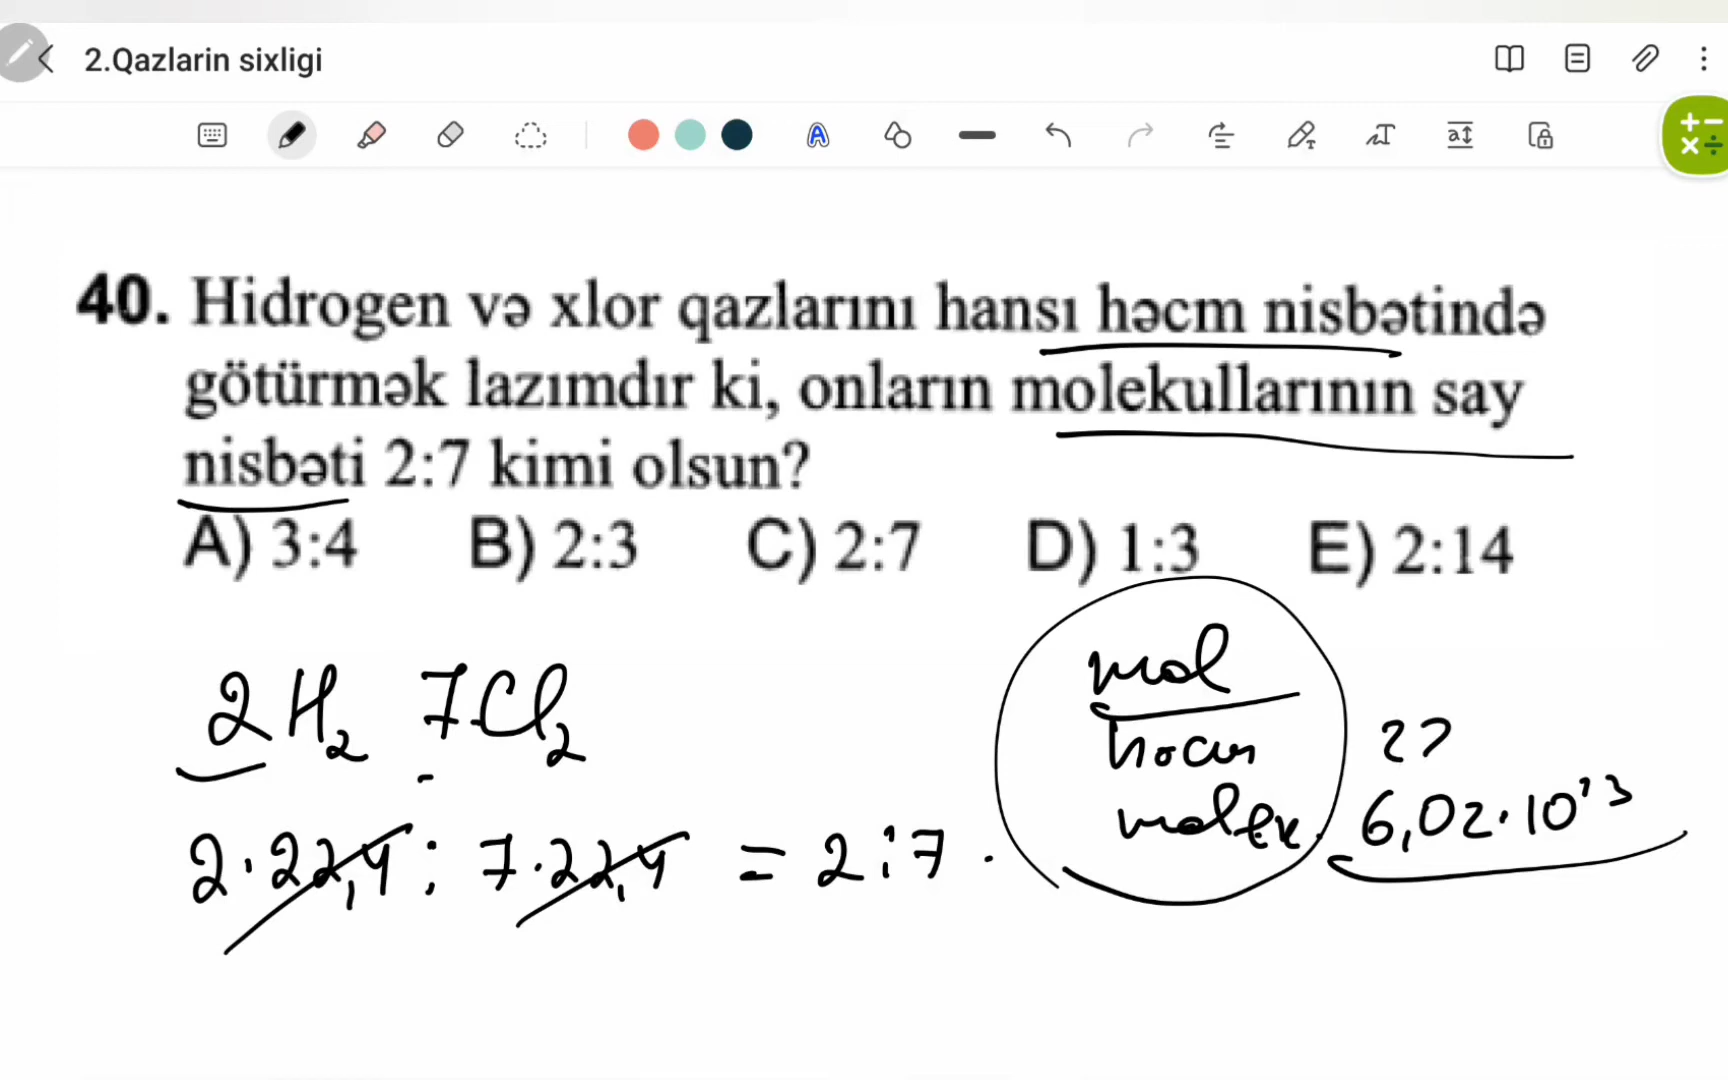 2.Qazlarin sixligi
40. Hidrogen və xlor qazlarını hansı həcm nisbətində
götürmək lazımdır ki, onların molekullarının say
nisbəti 2:7 kimi olsun?
A) 3:4 B) 2:3 C) 2:7 D) 1:3 E) 2:14
2H₂ 7Cl₂
2·22,4 : 7·22,4 = 2:7
mol
həcm
molek. 6,02·10²³